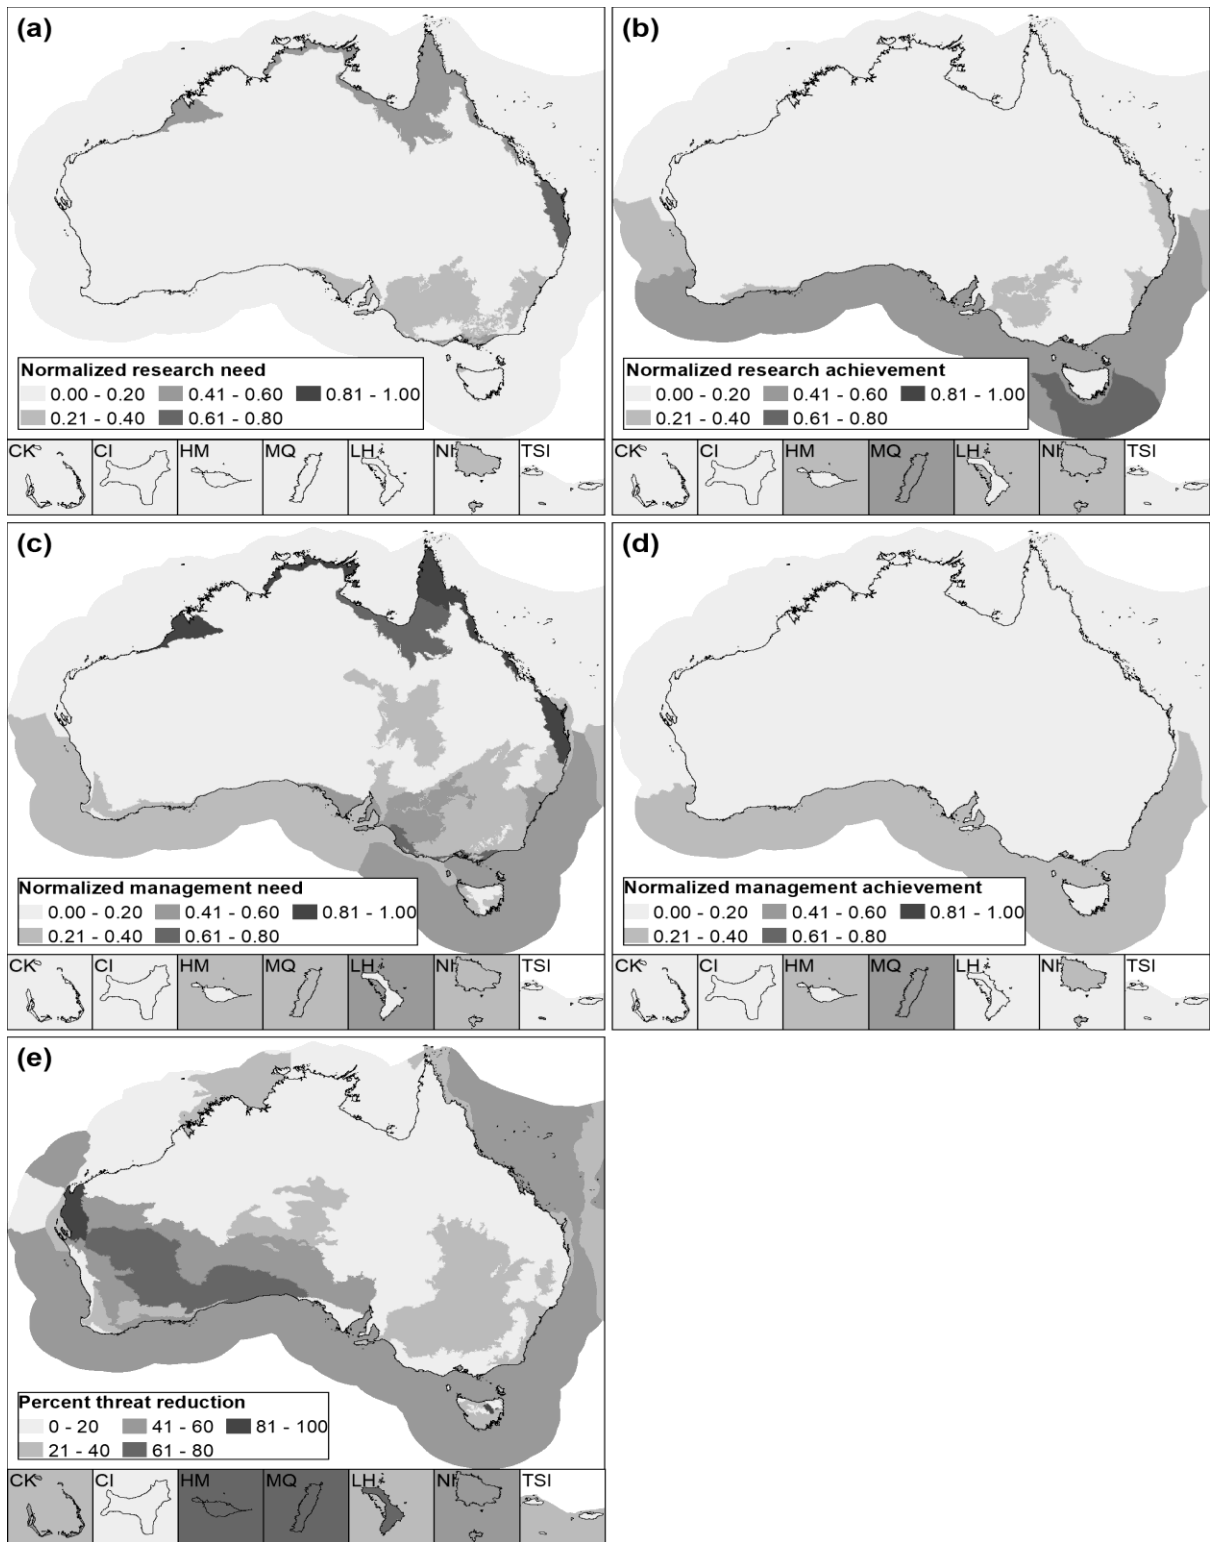 (a)
Normalized research need
0.00 - 0.20 0.41 - 0.60 0.81 - 1.00
0.21 - 0.40 0.61 - 0.80
CK CI HM MQ LH NI TSI
(b)
Normalized research achievement
0.00 - 0.20 0.41 - 0.60 0.81 - 1.00
0.21 - 0.40 0.61 - 0.80
CK CI HM MQ LH NI TSI
(c)
Normalized management need
0.00 - 0.20 0.41 - 0.60 0.81 - 1.00
0.21 - 0.40 0.61 - 0.80
CK CI HM MQ LH NI TSI
(d)
Normalized management achievement
0.00 - 0.20 0.41 - 0.60 0.81 - 1.00
0.21 - 0.40 0.61 - 0.80
CK CI HM MQ LH NI TSI
(e)
Percent threat reduction
0 - 20 41 - 60 81 - 100
21 - 40 61 - 80
CK CI HM MQ LH NI TSI